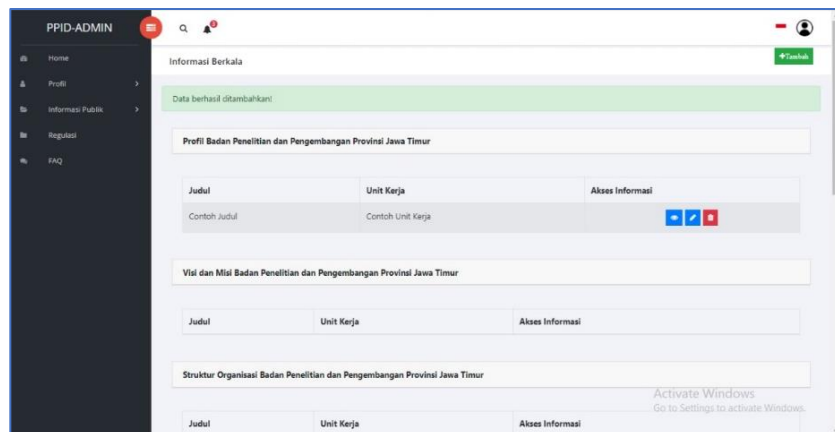 PPID-ADMIN
Home
Profil
Informasi Publik
Regulasi
FAQ
Informasi Berkala
+Tambah
Data berhasil ditambahkan!
Profil Badan Penelitian dan Pengembangan Provinsi Jawa Timur
Judul Unit Kerja Akses Informasi
Contoh Judul Contoh Unit Kerja
Visi dan Misi Badan Penelitian dan Pengembangan Provinsi Jawa Timur
Judul Unit Kerja Akses Informasi
Struktur Organisasi Badan Penelitian dan Pengembangan Provinsi Jawa Timur
Judul Unit Kerja Akses Informasi
Activate Windows
Go to Settings to activate Windows.